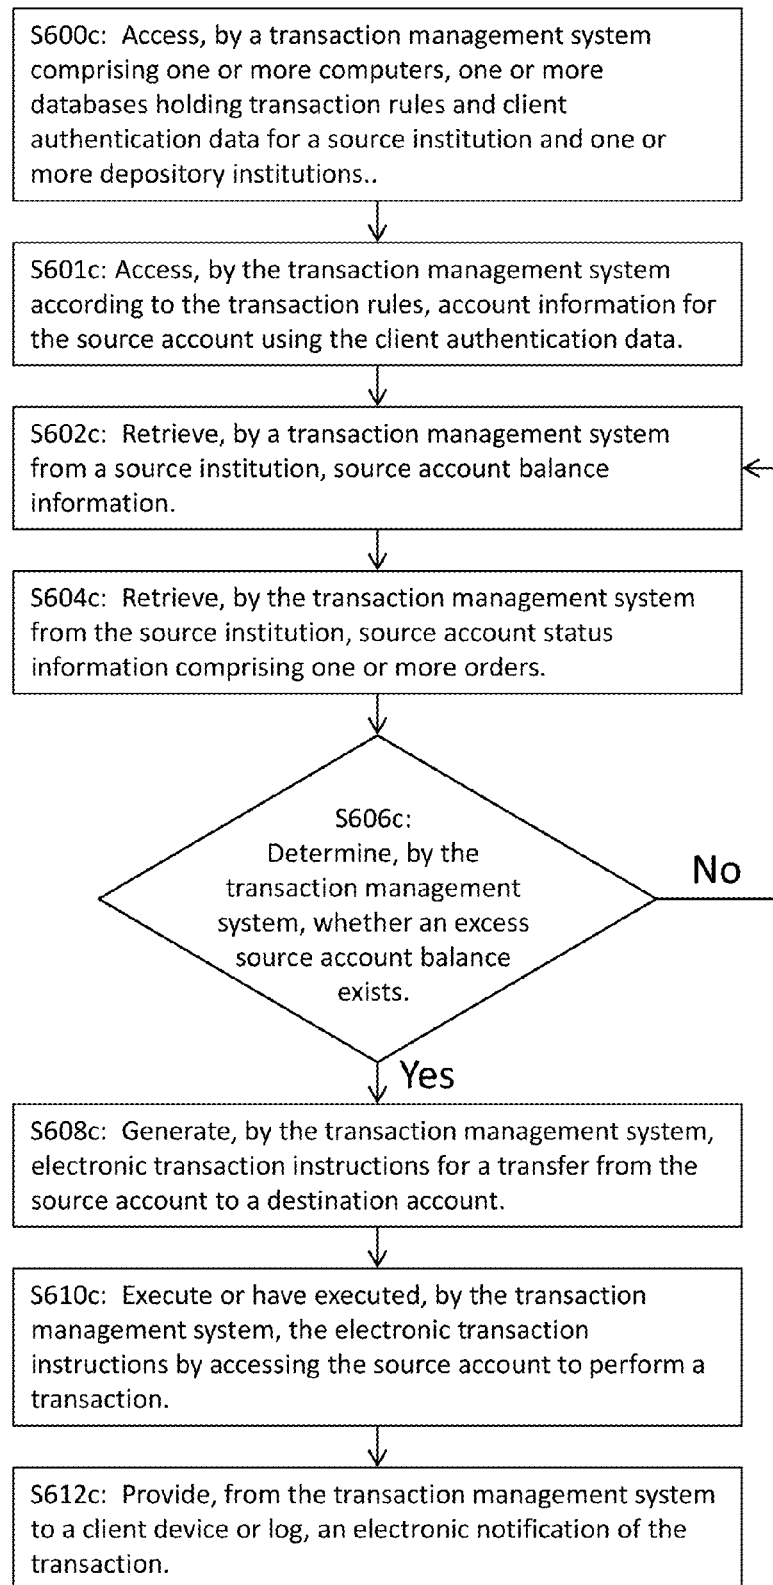 S600c: Access, by a transaction management system
comprising one or more computers, one or more
databases holding transaction rules and client
authentication data for a source institution and one or
more depository institutions..
S601c: Access, by the transaction management system
according to the transaction rules, account information for
the source account using the client authentication data.
S602c: Retrieve, by a transaction management system
from a source institution, source account balance
information.
S604c: Retrieve, by the transaction management system
from the source institution, source account status
information comprising one or more orders.
S606c:
Determine, by the
transaction management
system, whether an excess
source account balance
exists.
No
Yes
S608c: Generate, by the transaction management system,
electronic transaction instructions for a transfer from the
source account to a destination account.
S610c: Execute or have executed, by the transaction
management system, the electronic transaction
instructions by accessing the source account to perform a
transaction.
S612c: Provide, from the transaction management system
to a client device or log, an electronic notification of the
transaction.